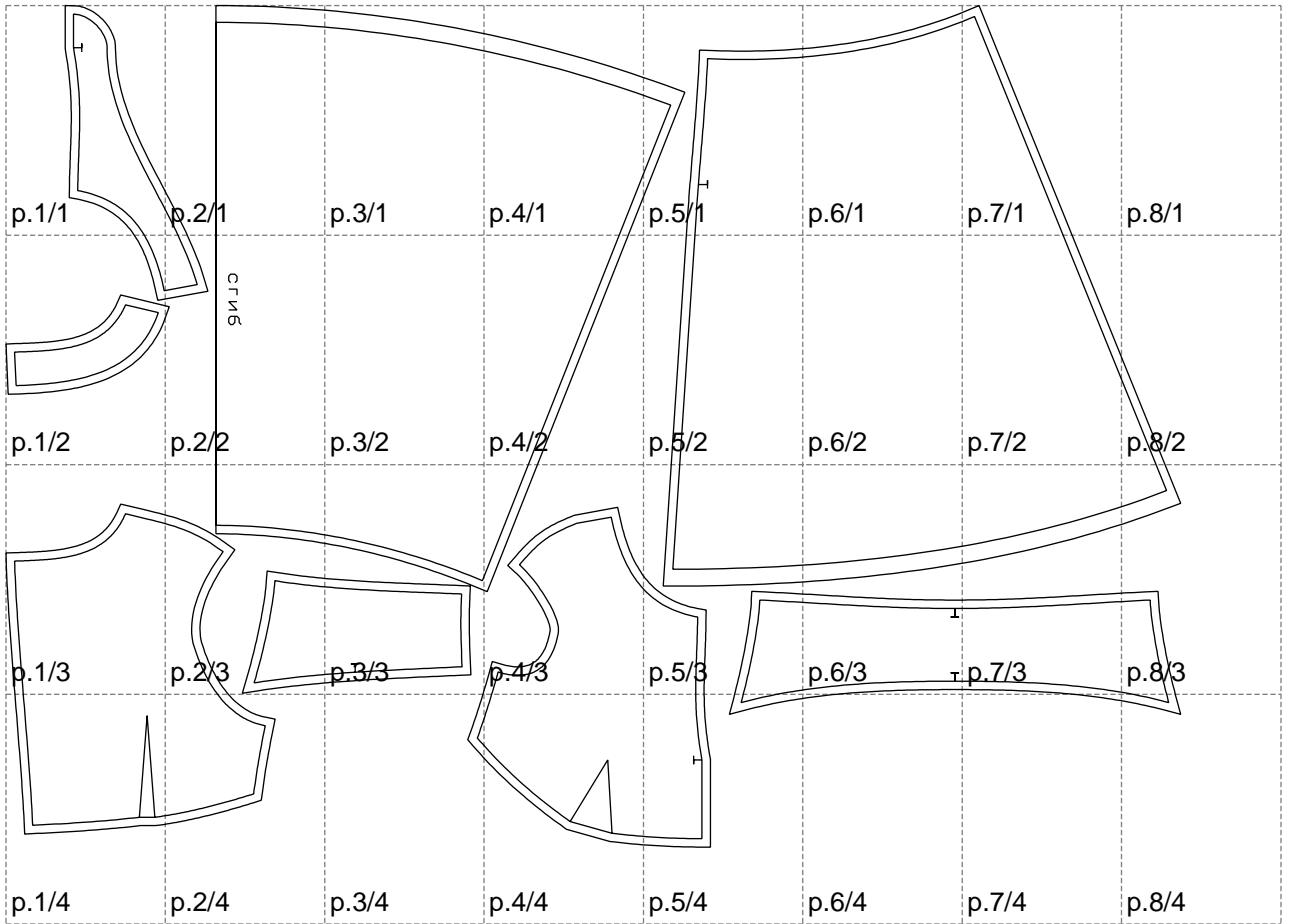 p.1/1 p.2/1 p.3/1 p.4/1 p.5/1 p.6/1 p.7/1 p.8/1
сгиб
p.1/2 p.2/2 p.3/2 p.4/2 p.5/2 p.6/2 p.7/2 p.8/2
p.1/3 p.2/3 p.3/3 p.4/3 p.5/3 p.6/3 p.7/3 p.8/3
p.1/4 p.2/4 p.3/4 p.4/4 p.5/4 p.6/4 p.7/4 p.8/4